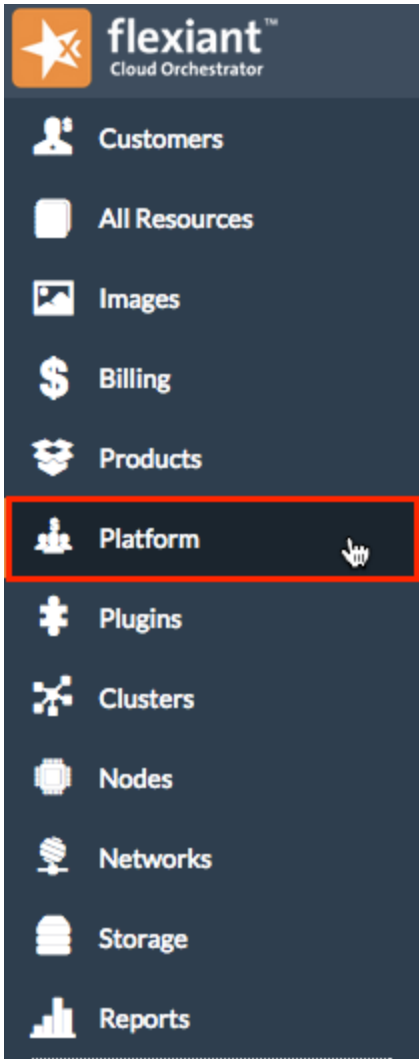 flexiant™
Cloud Orchestrator
Customers
All Resources
Images
Billing
Products
Platform
Plugins
Clusters
Nodes
Networks
Storage
Reports